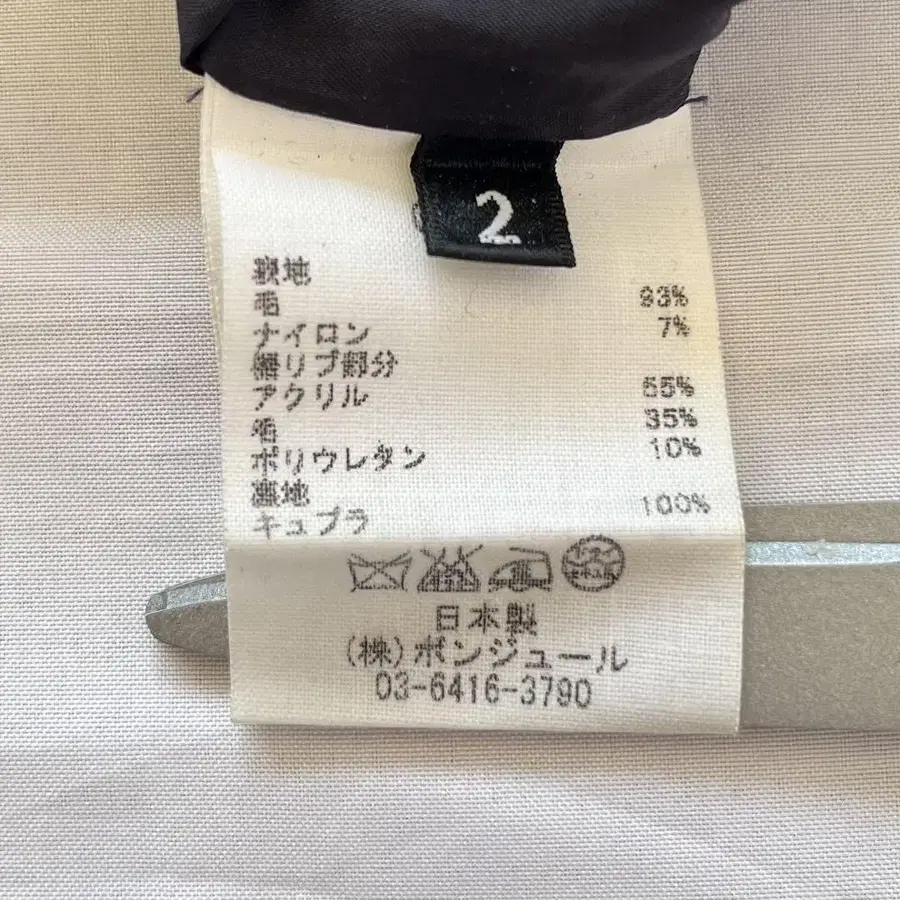 2
表地
毛 93%
ナイロン 7%
裾リブ部分
アクリル 55%
毛 35%
ポリウレタン 10%
裏地
キュプラ 100%
日本製
(株)ボンジュール
03-6416-3790